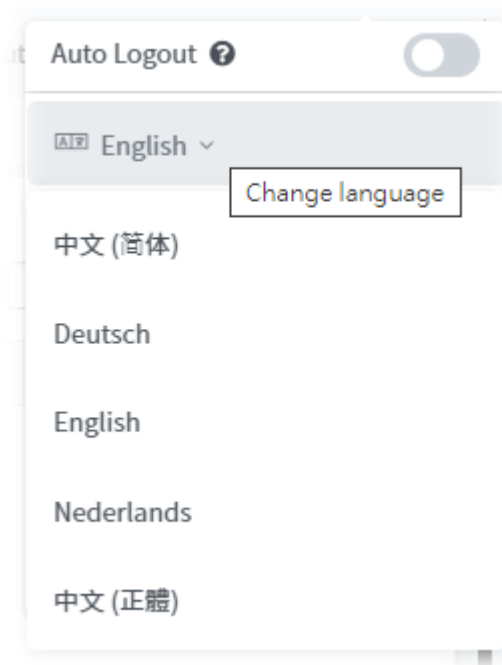 Auto Logout
English
Change language
中文 (简体)
Deutsch
English
Nederlands
中文 (正體)